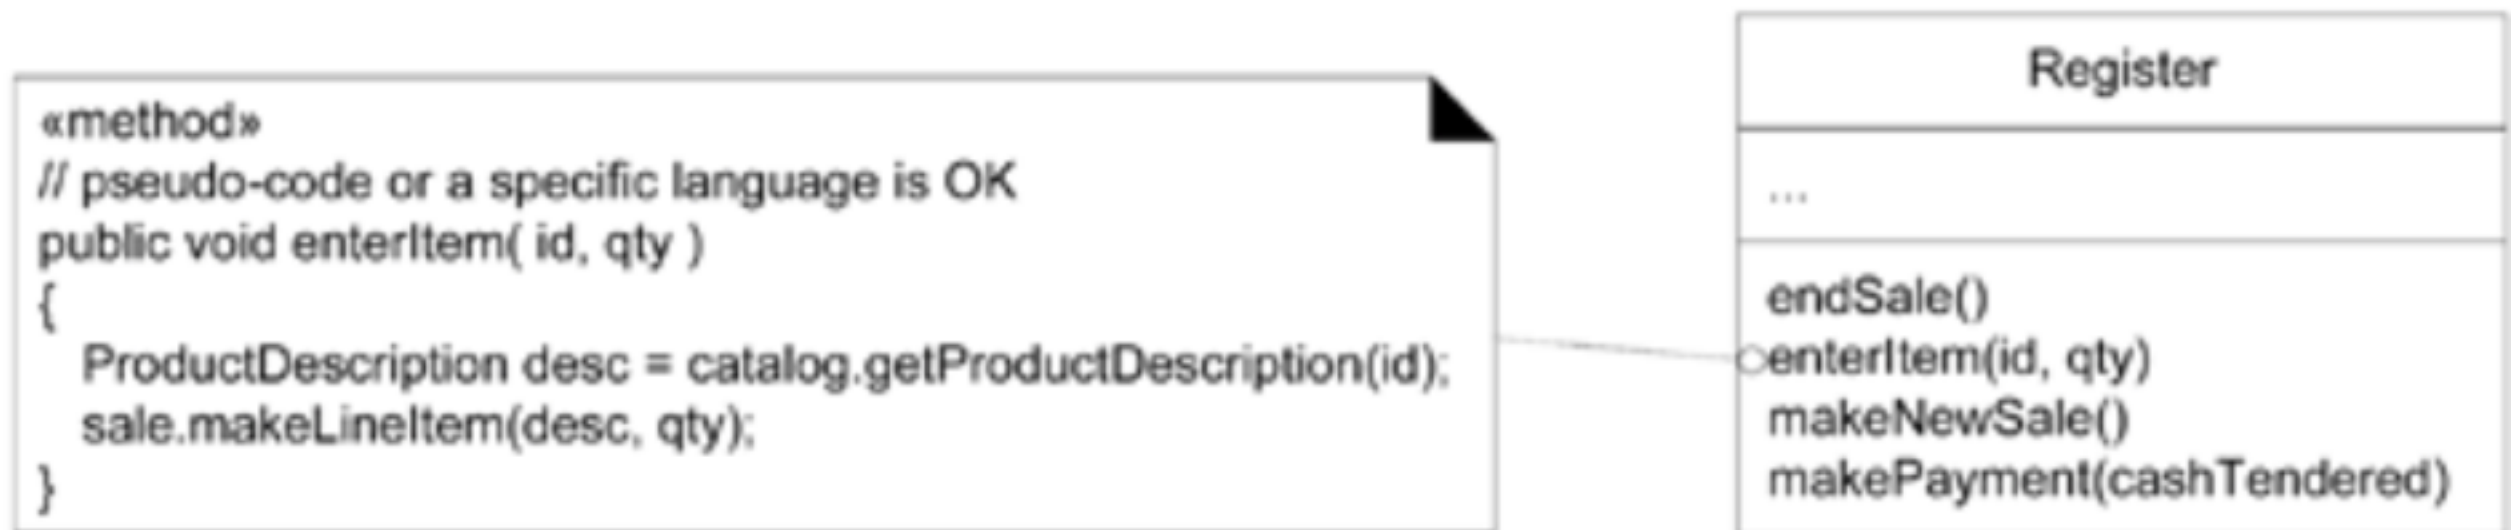 «method»
// pseudo-code or a specific language is OK
public void enterItem( id, qty )
{
ProductDescription desc = catalog.getProductDescription(id);
sale.makeLineItem(desc, qty);
}
Register
...
endSale()
enterItem(id, qty)
makeNewSale()
makePayment(cashTendered)